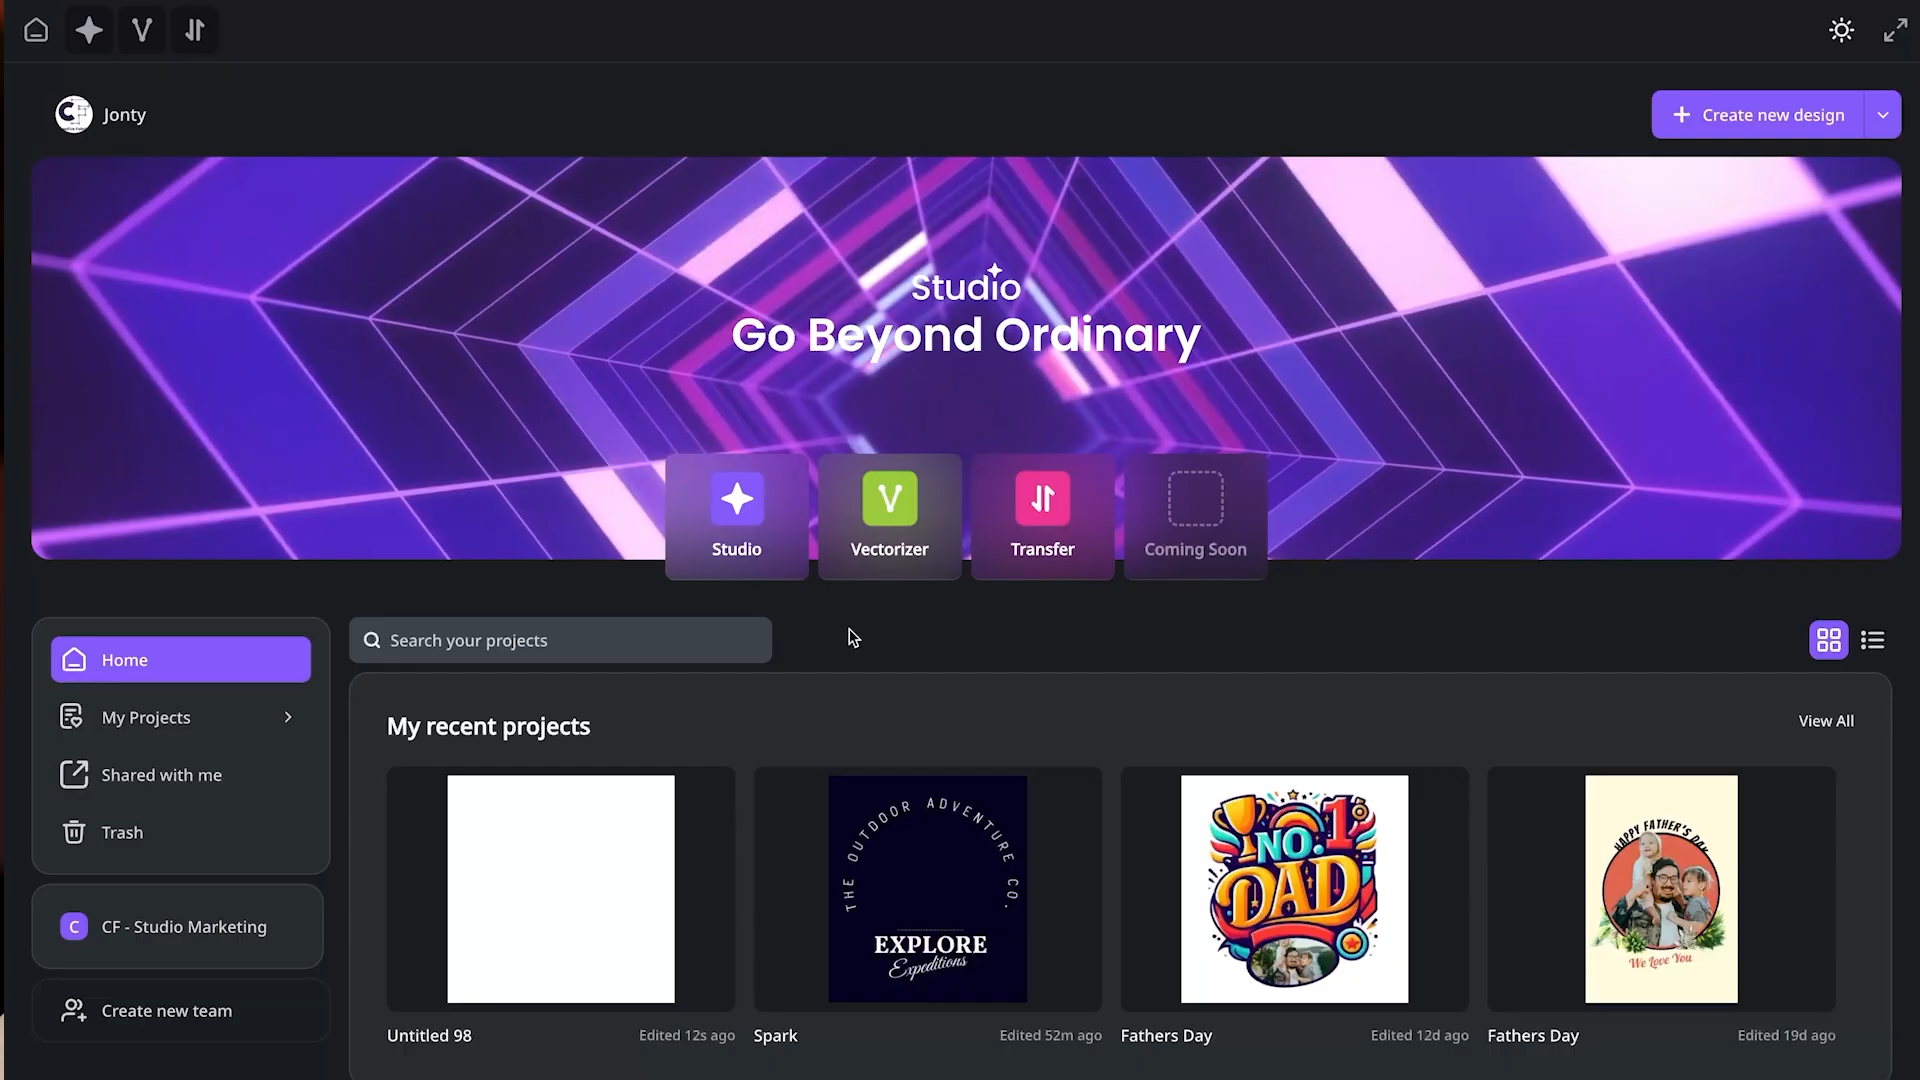 Jonty
Create new design
Studio
Go Beyond Ordinary
Studio
Vectorizer
Transfer
Coming Soon
Home
My Projects
Shared with me
Trash
C
CF - Studio Marketing
Create new team
Search your projects
My recent projects
View All
THE OUTDOOR ADVENTURE CO.
EXPLORE
Expeditions
NO. 1
DAD
HAPPY FATHER'S DAY
We Love You
Untitled 98
Edited 12s ago
Spark
Edited 52m ago
Fathers Day
Edited 12d ago
Fathers Day
Edited 19d ago